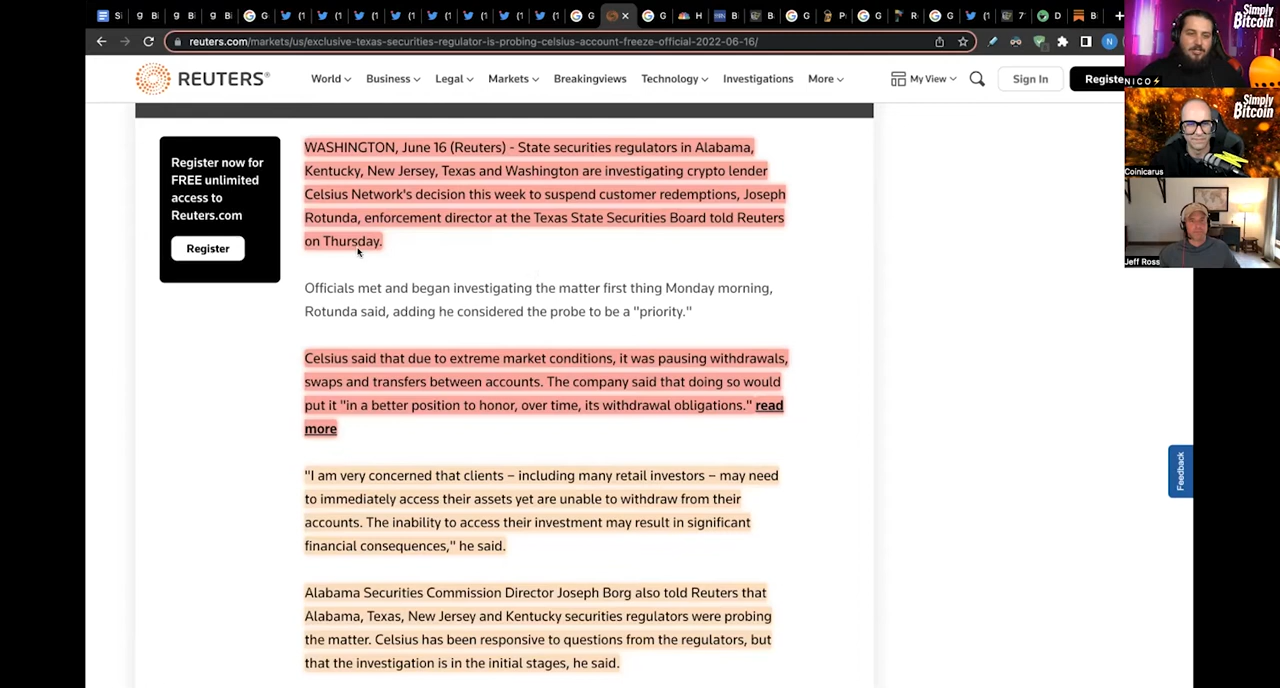 reuters.com/markets/us/exclusive-texas-securities-regulator-is-probing-celsius-account-freeze-official-2022-06-16/
REUTERS®
World
Business
Legal
Markets
Breakingviews
Technology
Investigations
More
My View
Sign In
Registe
Simply
Bitcoin
NICO⚡
Simply
Bitcoin
Coinicarus
Jeff Ross
Register now for
FREE unlimited
access to
Reuters.com
Register
WASHINGTON, June 16 (Reuters) - State securities regulators in Alabama,
Kentucky, New Jersey, Texas and Washington are investigating crypto lender
Celsius Network's decision this week to suspend customer redemptions, Joseph
Rotunda, enforcement director at the Texas State Securities Board told Reuters
on Thursday.
Officials met and began investigating the matter first thing Monday morning,
Rotunda said, adding he considered the probe to be a "priority."
Celsius said that due to extreme market conditions, it was pausing withdrawals,
swaps and transfers between accounts. The company said that doing so would
put it "in a better position to honor, over time, its withdrawal obligations." read
more
"I am very concerned that clients – including many retail investors – may need
to immediately access their assets yet are unable to withdraw from their
accounts. The inability to access their investment may result in significant
financial consequences," he said.
Alabama Securities Commission Director Joseph Borg also told Reuters that
Alabama, Texas, New Jersey and Kentucky securities regulators were probing
the matter. Celsius has been responsive to questions from the regulators, but
that the investigation is in the initial stages, he said.
Feedback